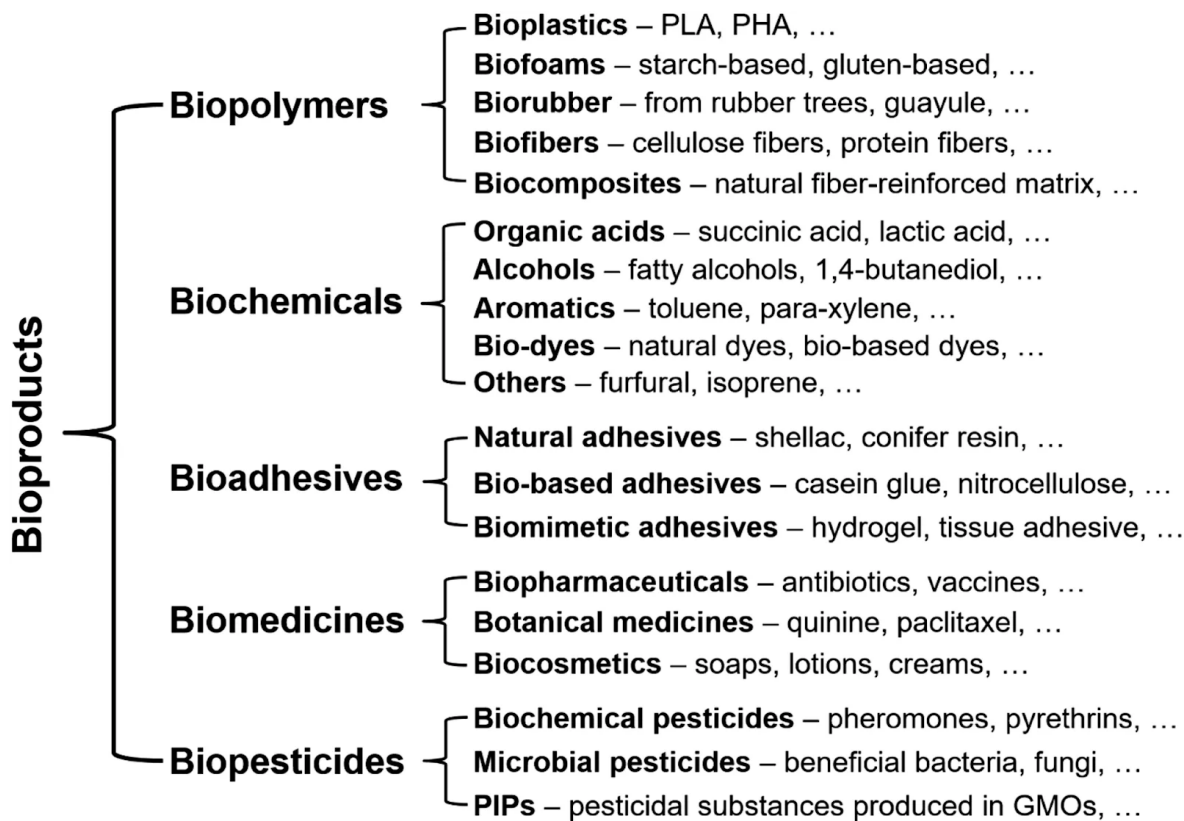 Bioproducts
Biopolymers
Bioplastics – PLA, PHA, …
Biofoams – starch-based, gluten-based, …
Biorubber – from rubber trees, guayule, …
Biofibers – cellulose fibers, protein fibers, …
Biocomposites – natural fiber-reinforced matrix, …
Biochemicals
Organic acids – succinic acid, lactic acid, …
Alcohols – fatty alcohols, 1,4-butanediol, …
Aromatics – toluene, para-xylene, …
Bio-dyes – natural dyes, bio-based dyes, …
Others – furfural, isoprene, …
Bioadhesives
Natural adhesives – shellac, conifer resin, …
Bio-based adhesives – casein glue, nitrocellulose, …
Biomimetic adhesives – hydrogel, tissue adhesive, …
Biomedicines
Biopharmaceuticals – antibiotics, vaccines, …
Botanical medicines – quinine, paclitaxel, …
Biocosmetics – soaps, lotions, creams, …
Biopesticides
Biochemical pesticides – pheromones, pyrethrins, …
Microbial pesticides – beneficial bacteria, fungi, …
PIPs – pesticidal substances produced in GMOs, …